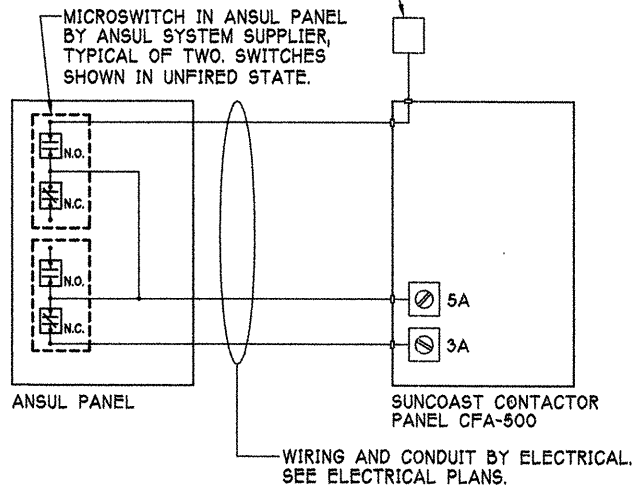 MICROSWITCH IN ANSUL PANEL
BY ANSUL SYSTEM SUPPLIER,
TYPICAL OF TWO. SWITCHES
SHOWN IN UNFIRED STATE.
N.O.
N.C.
N.O.
N.C.
5A
3A
ANSUL PANEL
SUNCOAST CONTACTOR
PANEL CFA-500
WIRING AND CONDUIT BY ELECTRICAL.
SEE ELECTRICAL PLANS.